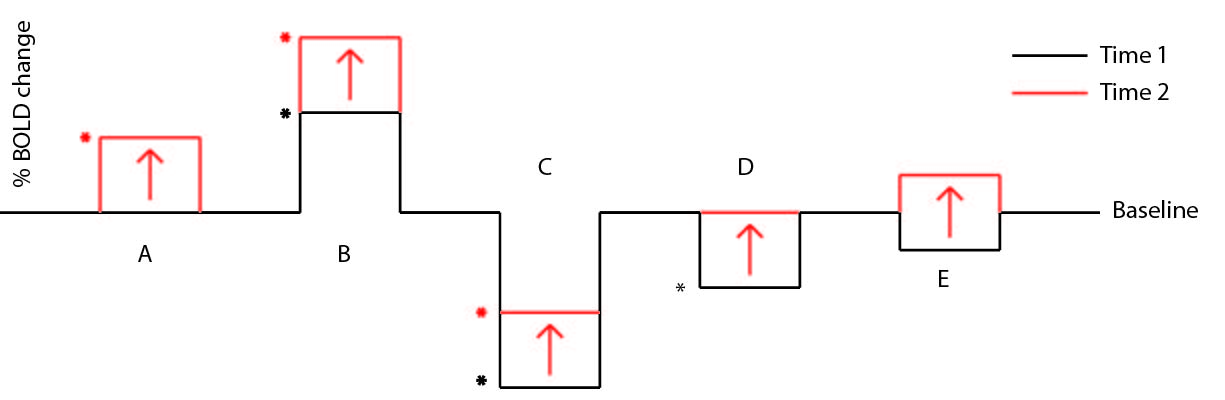 % BOLD change
*
*
*
A
B
C
*
*
D
*
E
Time 1
Time 2
Baseline